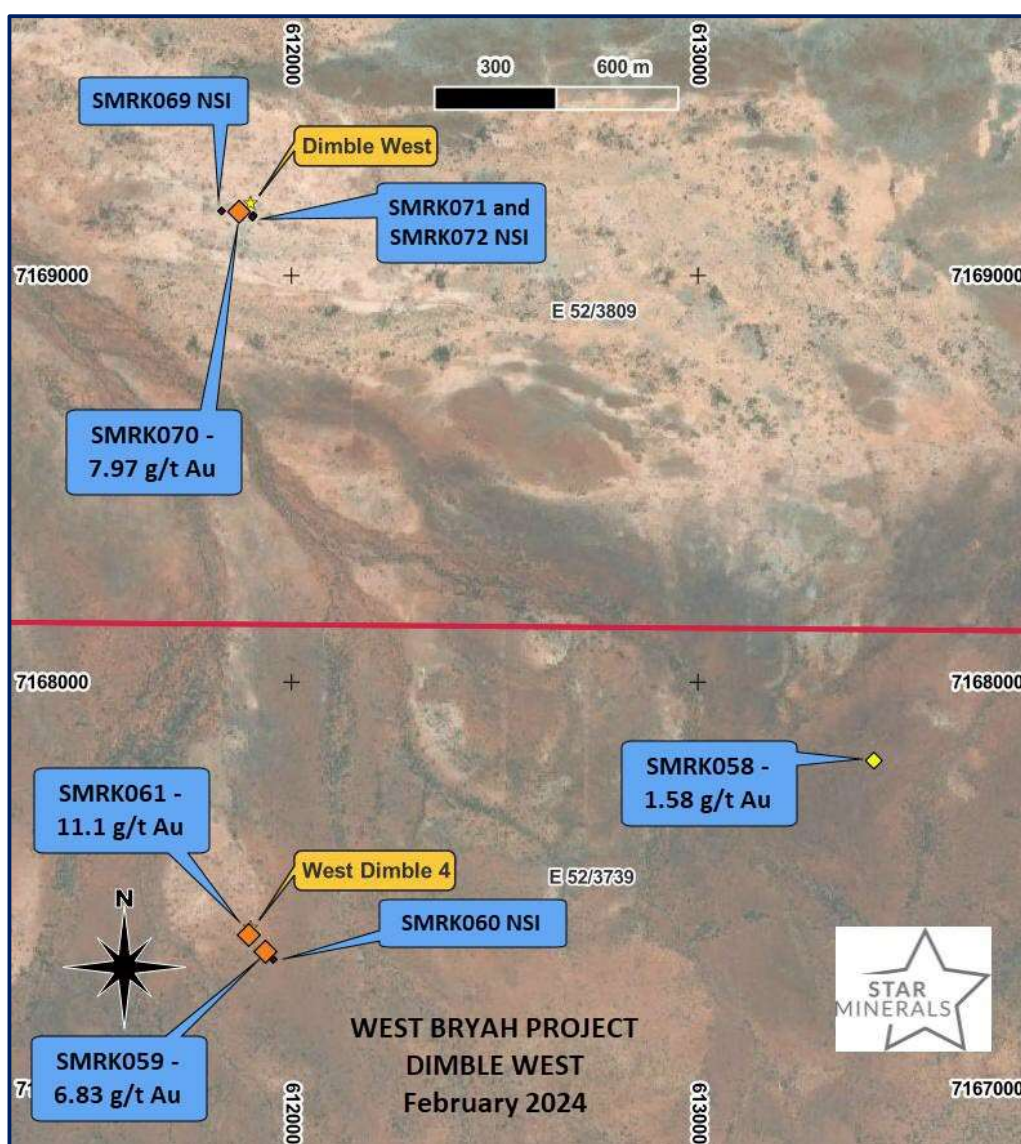 612000
613000
300
600 m
SMRK069 NSI
Dimble West
SMRK071 and
SMRK072 NSI
7169000
7169000
E 52/3809
SMRK070 -
7.97 g/t Au
7168000
7168000
SMRK058 -
1.58 g/t Au
SMRK061 -
11.1 g/t Au
West Dimble 4
E 52/3739
N
SMRK060 NSI
STAR
MINERALS
WEST BRYAH PROJECT
DIMBLE WEST
February 2024
SMRK059 -
6.83 g/t Au
7167000
612000
613000